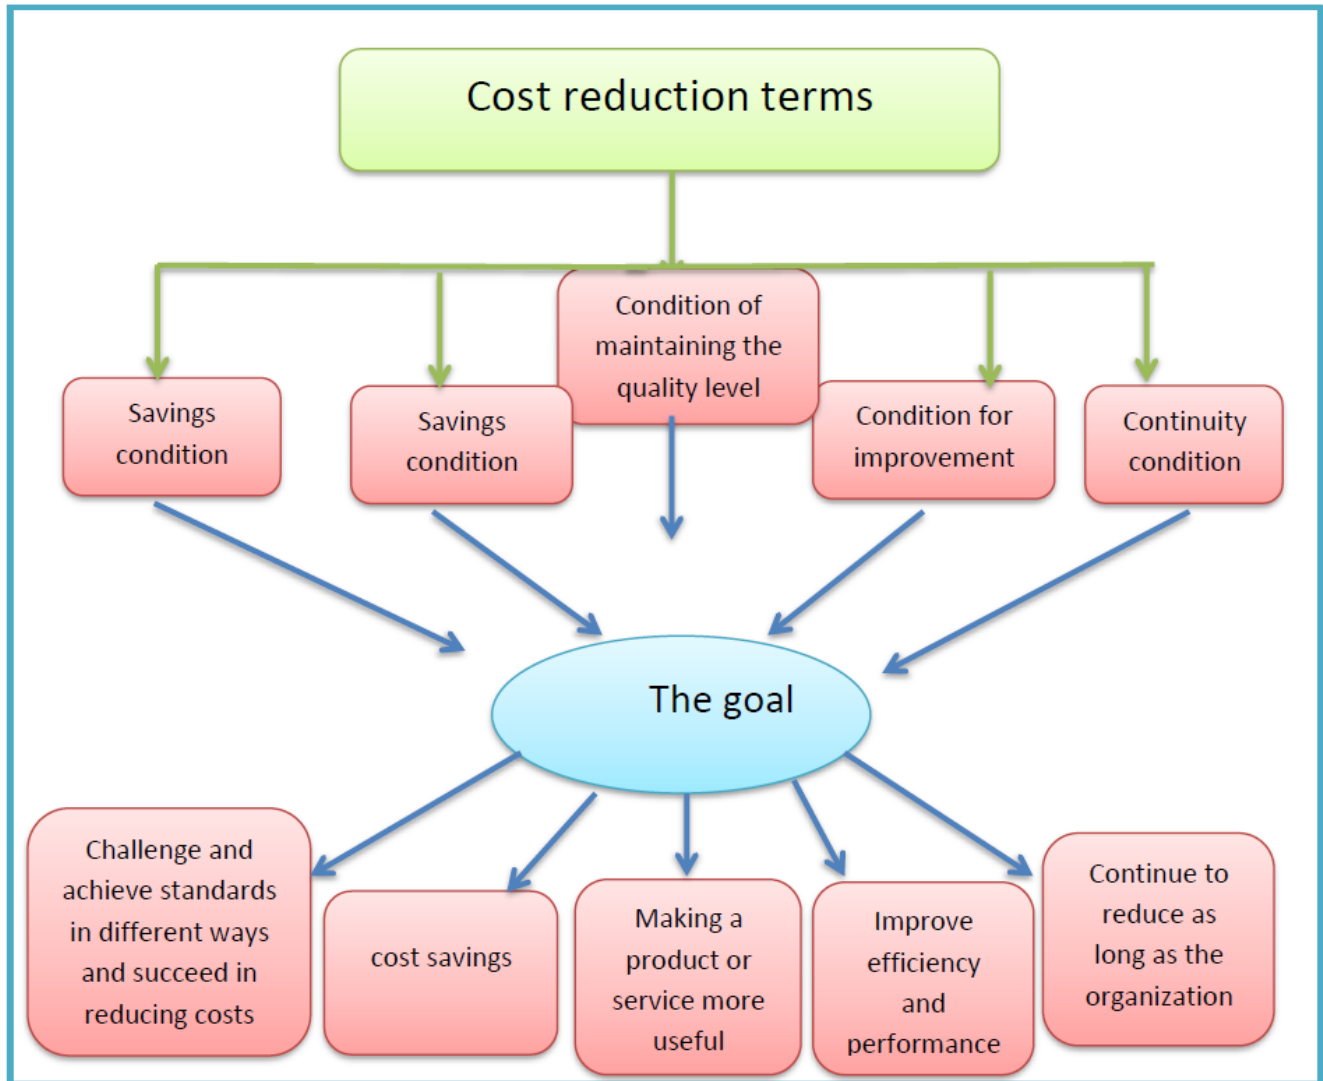 Cost reduction terms
Condition of
maintaining the
quality level
Savings
condition
Savings
condition
Condition for
improvement
Continuity
condition
The goal
Challenge and
achieve standards
in different ways
and succeed in
reducing costs
cost savings
Making a
product or
service more
useful
Improve
efficiency
and
performance
Continue to
reduce as
long as the
organization